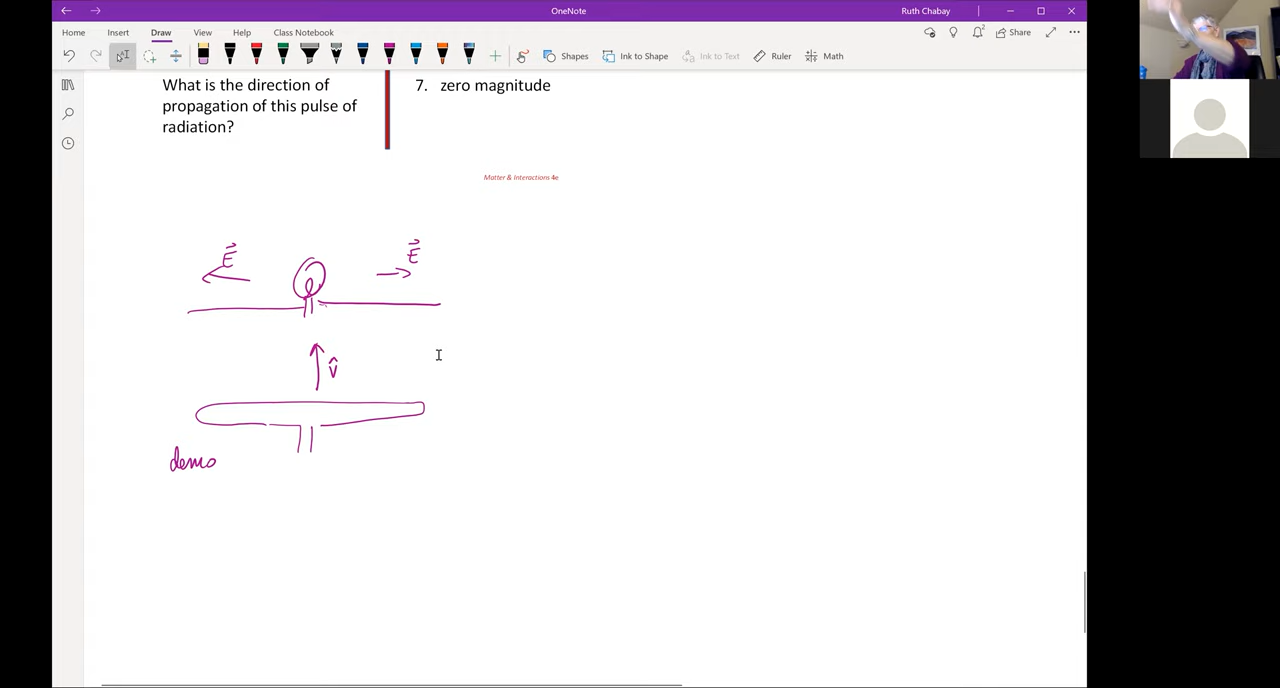 OneNote
Ruth Chabay
Home Insert Draw View Help Class Notebook
Share
Shapes Ink to Shape Ink to Text Ruler Math
What is the direction of
propagation of this pulse of
radiation?
7. zero magnitude
Matter & Interactions 4e
E E
v̂
demo